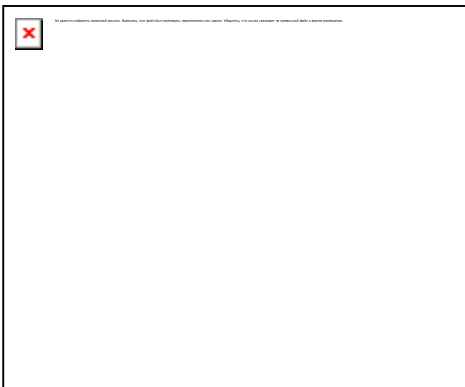 Не удается отобразить связанный рисунок. Возможно, этот файл был перемещен, переименован или удален. Убедитесь, что ссылка указывает на правильный файл и верное размещение.